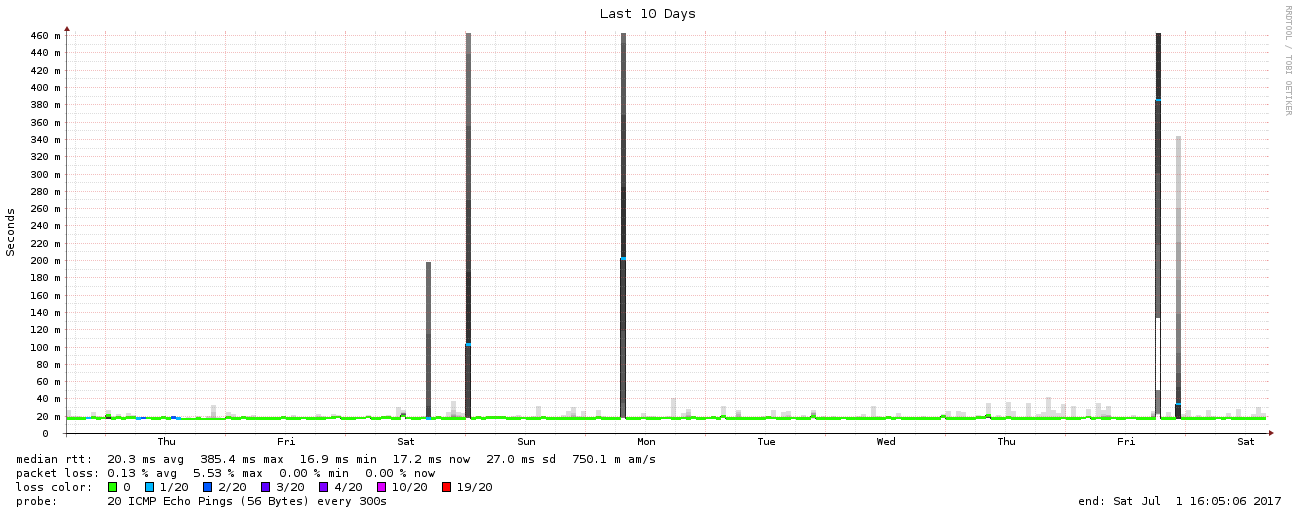 Last 10 Days
RRDTOOL / TOBI OETIKER
Seconds
460 m
440 m
420 m
400 m
380 m
360 m
340 m
320 m
300 m
280 m
260 m
240 m
220 m
200 m
180 m
160 m
140 m
120 m
100 m
80 m
60 m
40 m
20 m
0
Thu Fri Sat Sun Mon Tue Wed Thu Fri Sat
median rtt: 20.3 ms avg 385.4 ms max 16.9 ms min 17.2 ms now 27.0 ms sd 750.1 m am/s
packet loss: 0.13 % avg 5.53 % max 0.00 % min 0.00 % now
loss color: 0 1/20 2/20 3/20 4/20 10/20 19/20
probe: 20 ICMP Echo Pings (56 Bytes) every 300s end: Sat Jul 1 16:05:06 2017